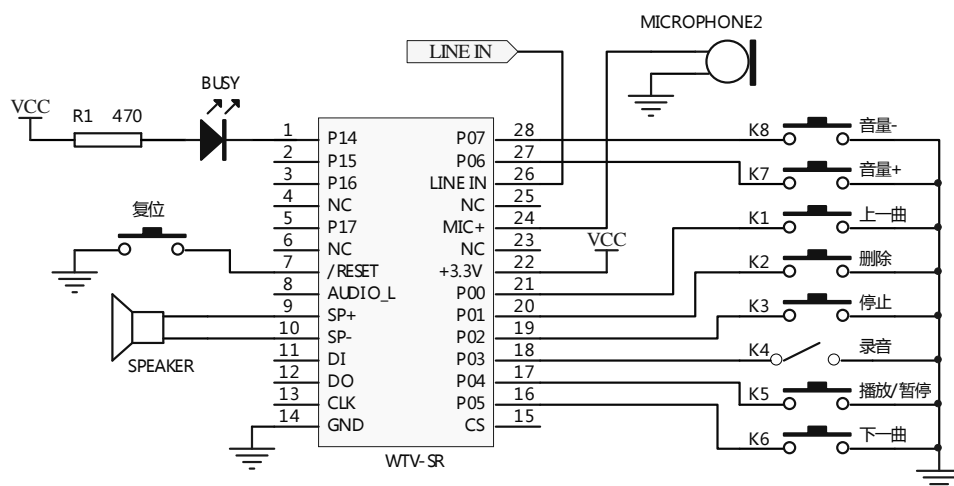 MICROPHONE2
LINE IN
BUSY
VCC
R1 470
1 P14
2 P15
3 P16
4 NC
5 P17
6 NC
7 /RESET
8 AUDIO_L
9 SP+
10 SP-
11 DI
12 DO
13 CLK
14 GND
复位
SPEAKER
P07 28
P06 27
LINE IN 26
NC 25
MIC+ 24
NC 23
+3.3V 22
P00 21
P01 20
P02 19
P03 18
P04 17
P05 16
CS 15
VCC
WTV-SR
K8 音量-
K7 音量+
K1 上一曲
K2 删除
K3 停止
K4 录音
K5 播放/暂停
K6 下一曲